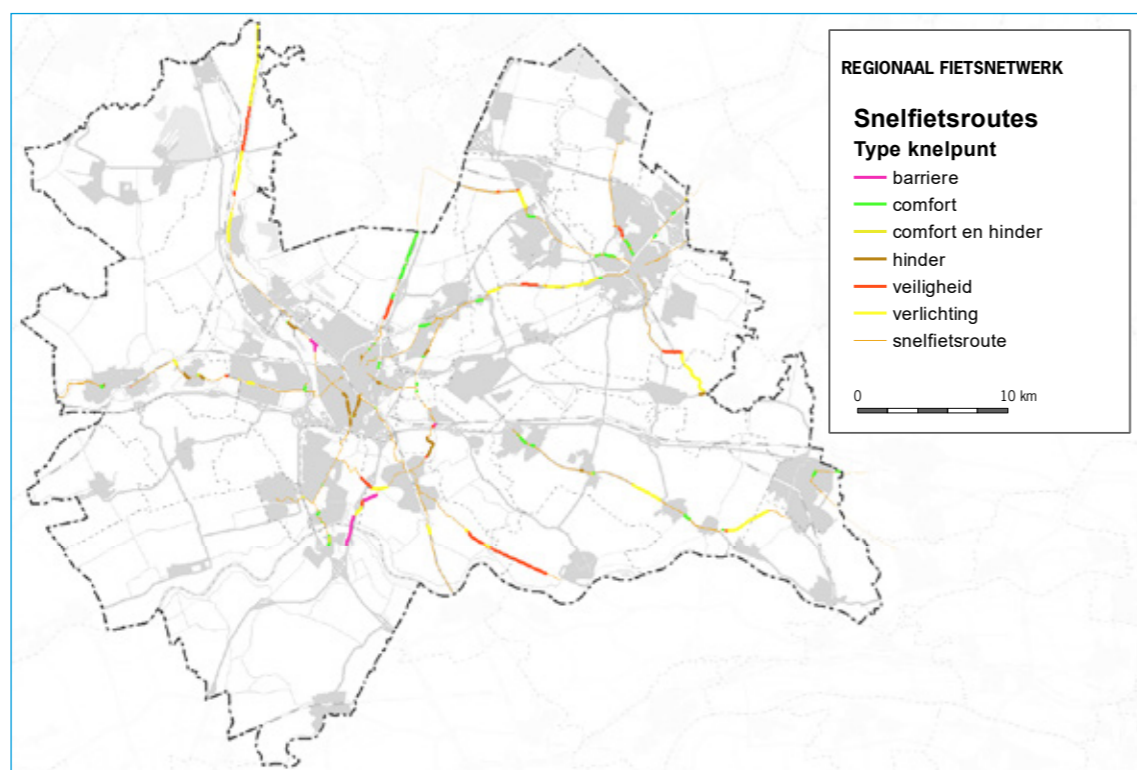 REGIONAAL FIETSNETWERK
Snelfietsroutes
Type knelpunt
barriere
comfort
comfort en hinder
hinder
veiligheid
verlichting
snelfietsroute
0 10 km